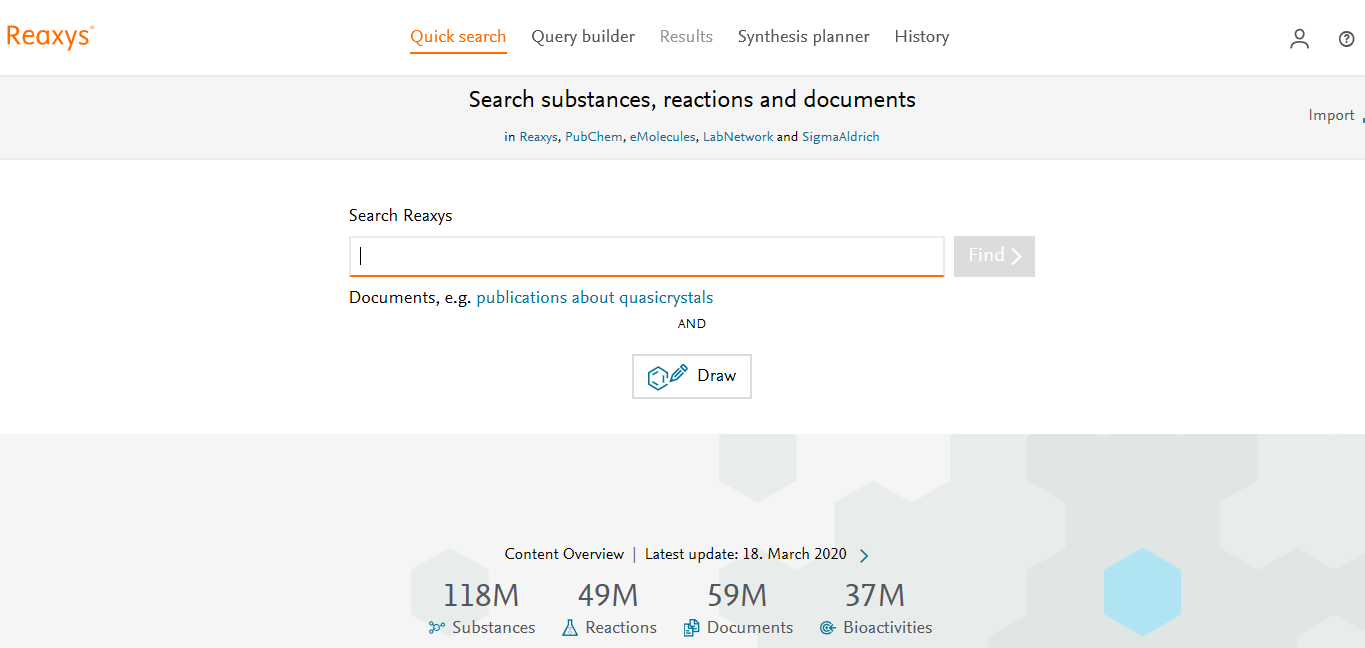 Reaxys®
Quick search Query builder Results Synthesis planner History
Search substances, reactions and documents
in Reaxys, PubChem, eMolecules, LabNetwork and SigmaAldrich
Import
Search Reaxys
Find
Documents, e.g. publications about quasicrystals
AND
Draw
Content Overview | Latest update: 18. March 2020
118M 49M 59M 37M
Substances Reactions Documents Bioactivities